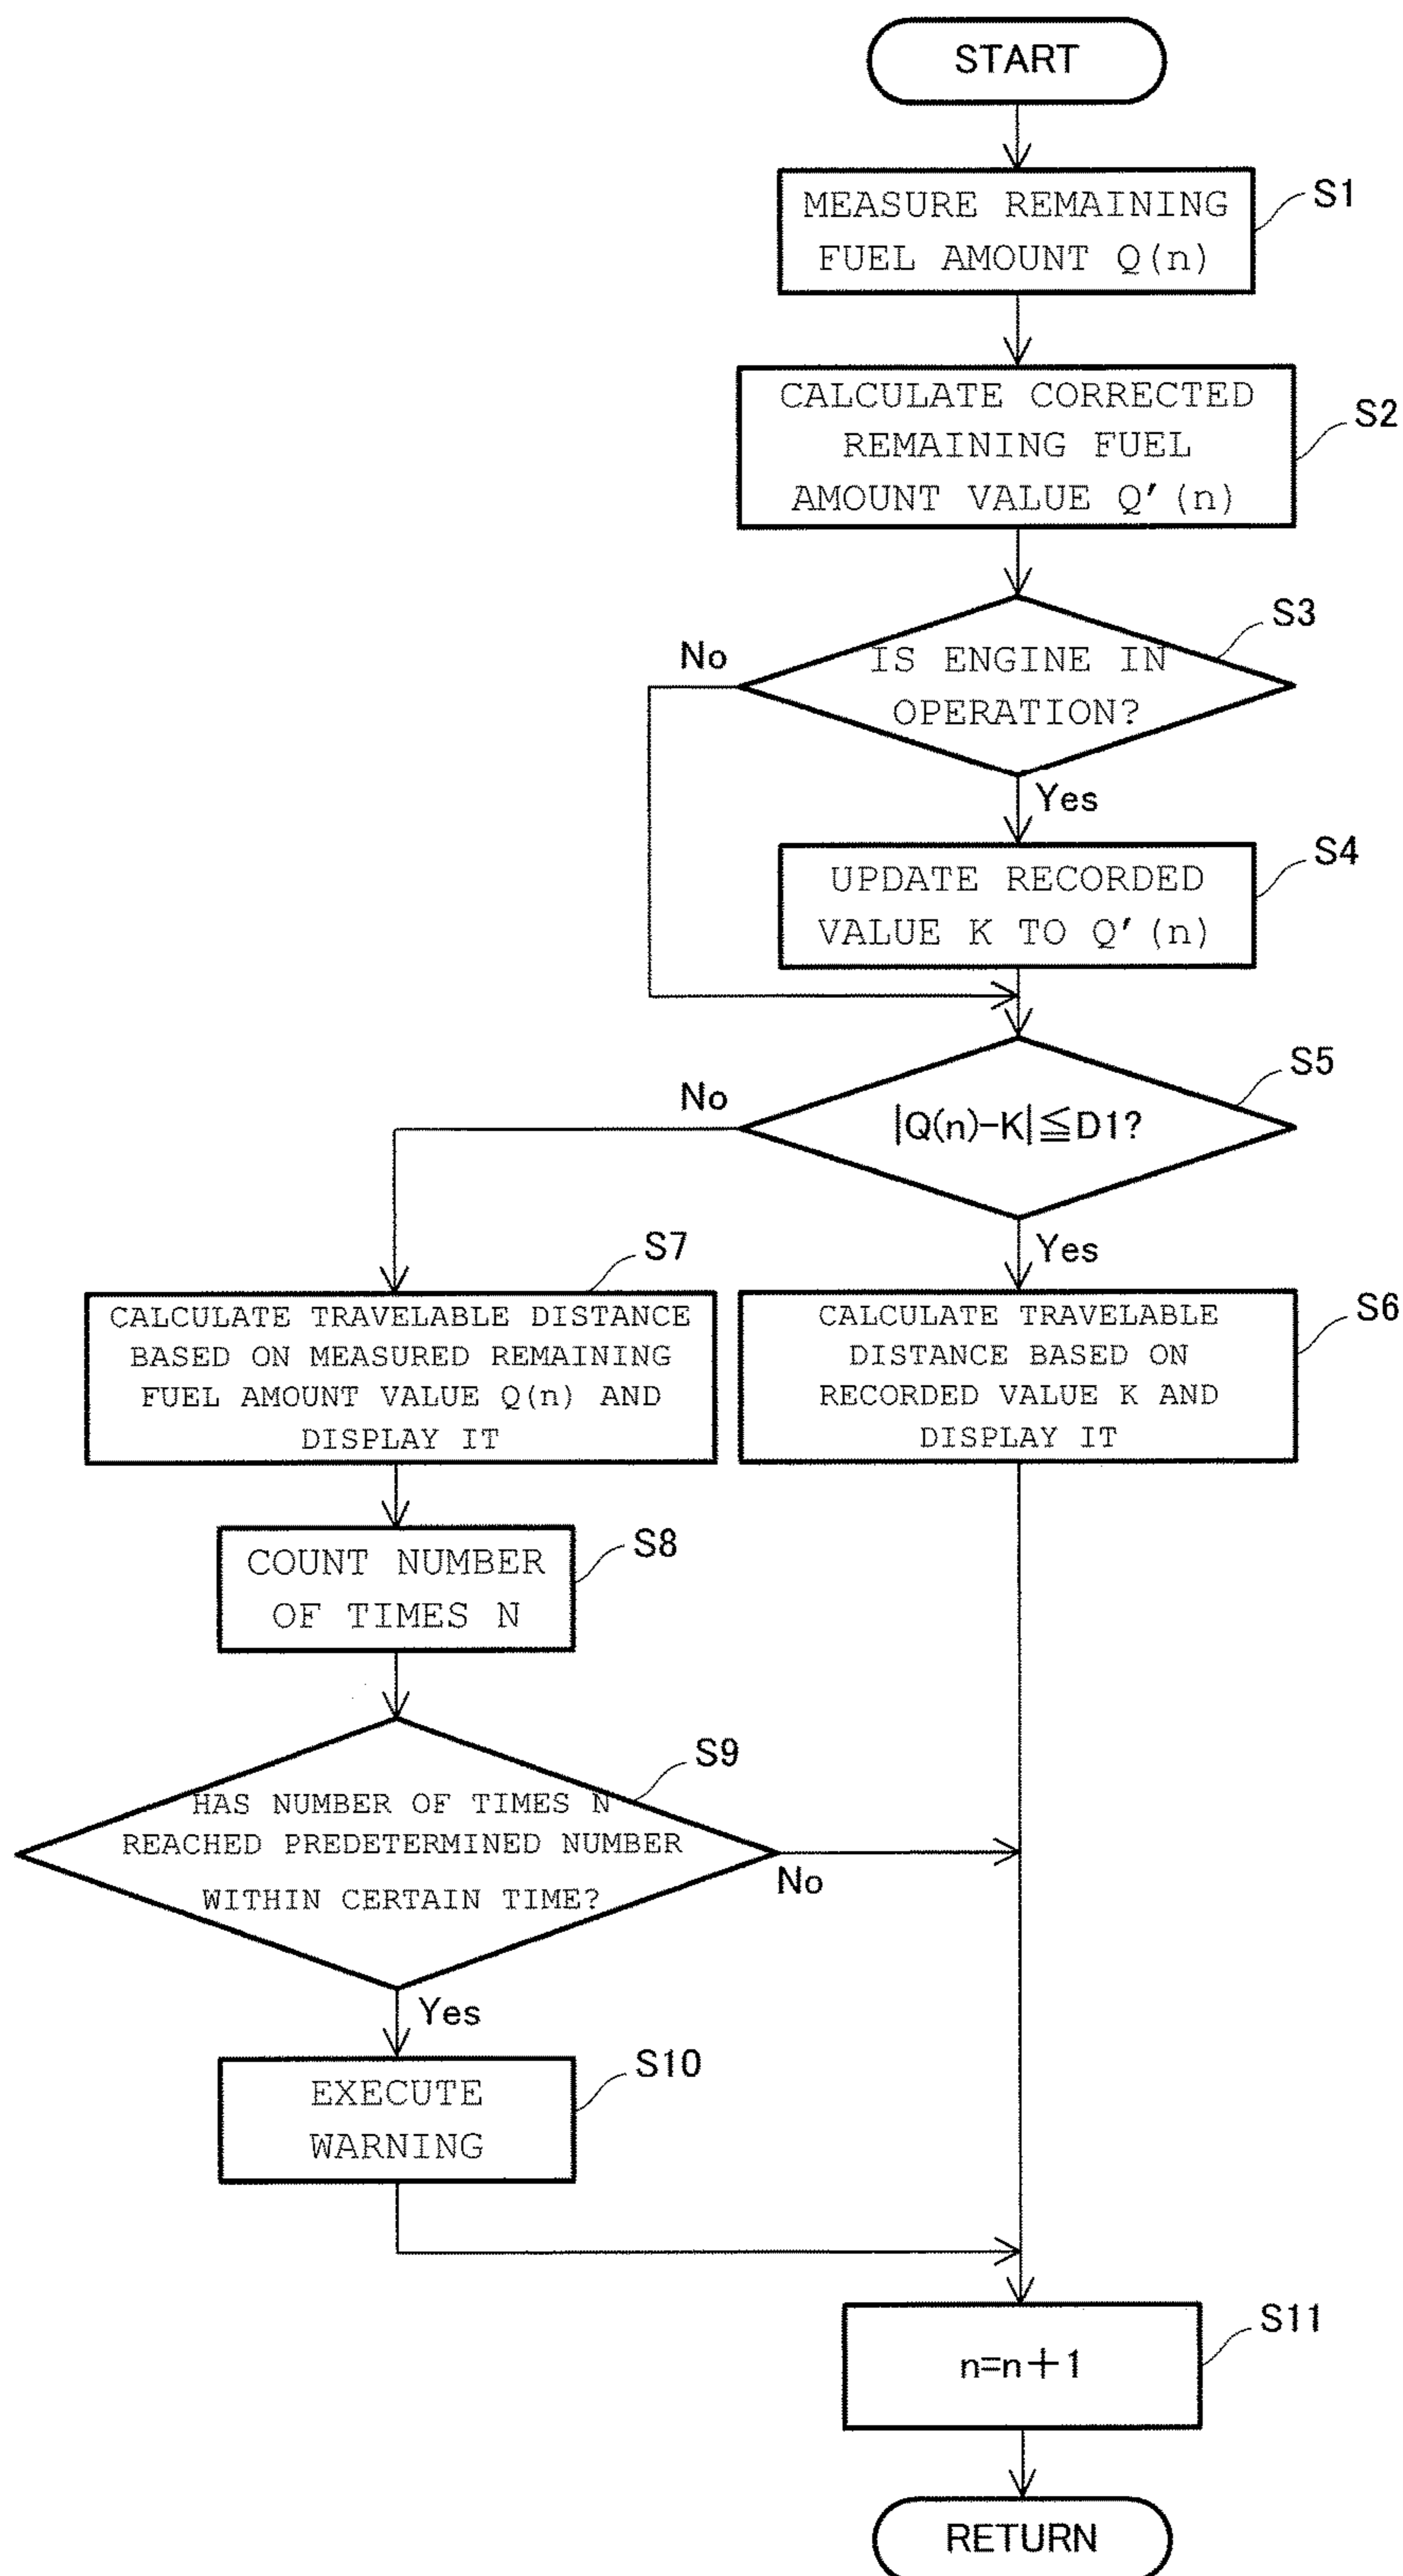 START
MEASURE REMAINING
FUEL AMOUNT Q(n)
S1
CALCULATE CORRECTED
REMAINING FUEL
AMOUNT VALUE Q'(n)
S2
IS ENGINE IN
OPERATION?
S3
No
Yes
UPDATE RECORDED
VALUE K TO Q'(n)
S4
|Q(n)-K|≦D1?
S5
No
Yes
CALCULATE TRAVELABLE DISTANCE
BASED ON MEASURED REMAINING
FUEL AMOUNT VALUE Q(n) AND
DISPLAY IT
S7
CALCULATE TRAVELABLE
DISTANCE BASED ON
RECORDED VALUE K AND
DISPLAY IT
S6
COUNT NUMBER
OF TIMES N
S8
HAS NUMBER OF TIMES N
REACHED PREDETERMINED NUMBER
WITHIN CERTAIN TIME?
S9
No
Yes
EXECUTE
WARNING
S10
n=n+1
S11
RETURN